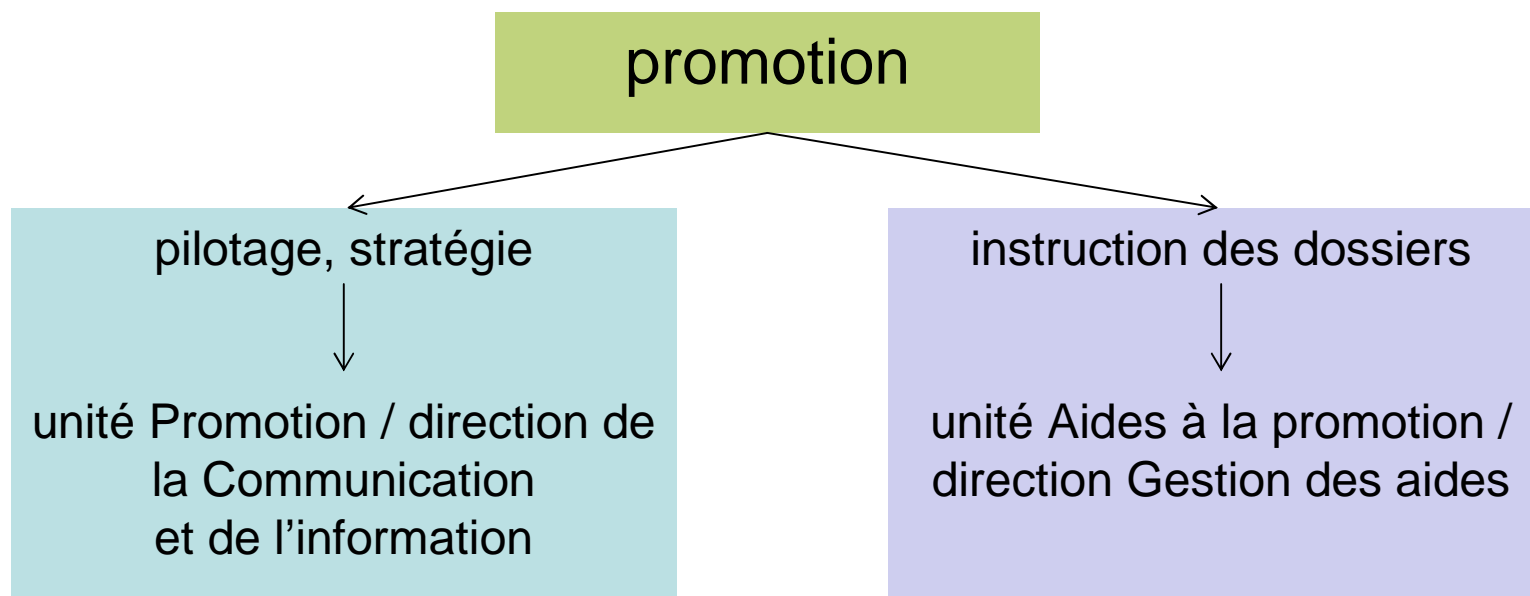 promotion
pilotage, stratégie
unité Promotion / direction de
la Communication
et de l’information
instruction des dossiers
unité Aides à la promotion /
direction Gestion des aides